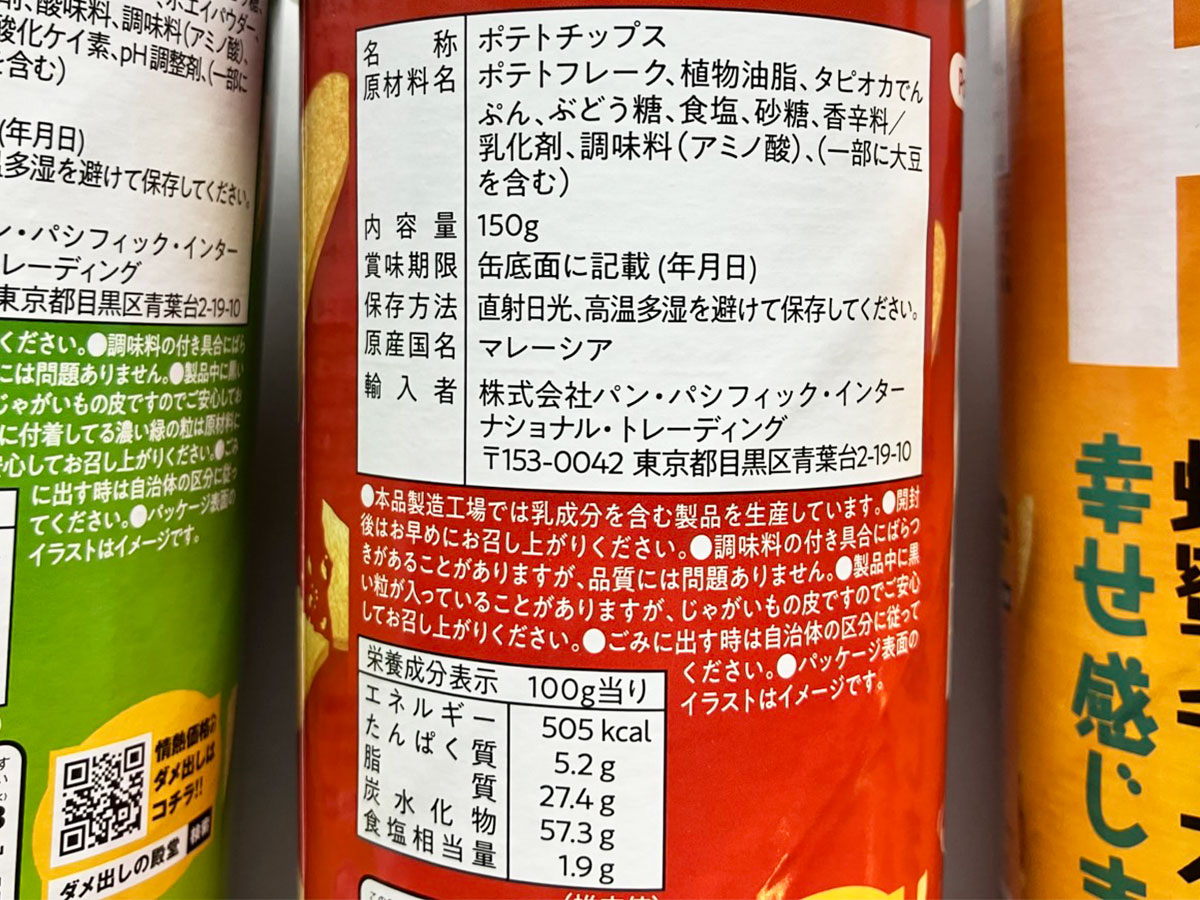 酸味料、調味料(アミノ酸)、
酸化ケイ素、pH調整剤、(一部に
を含む)
(年月日)
多湿を避けて保存してください。
ン・パシフィック・インター
レーディング
東京都目黒区青葉台2-19-10
ください。●調味料の付き具合にばら
には問題ありません。●製品中に黒い
じゃがいもの皮ですのでご安心してお
に付着してる濃い緑の粒は原材料に
心してお召し上がりください。●ごみ
に出す時は自治体の区分に従っ
てください。●パッケージ表面の
イラストはイメージです。
情熱価格の
ダメ出しは
コチラ!!
ダメ出しの殿堂 検索
名称 ポテトチップス
原材料名 ポテトフレーク、植物油脂、タピオカでん
ぷん、ぶどう糖、食塩、砂糖、香辛料/
乳化剤、調味料(アミノ酸)、(一部に大豆
を含む)
内容量 150g
賞味期限 缶底面に記載(年月日)
保存方法 直射日光、高温多湿を避けて保存してください。
原産国名 マレーシア
輸入者 株式会社パン・パシフィック・インター
ナショナル・トレーディング
〒153-0042 東京都目黒区青葉台2-19-10
●本品製造工場では乳成分を含む製品を生産しています。●開封
後はお早めにお召し上がりください。●調味料の付き具合にばらつ
きがあることがありますが、品質には問題ありません。●製品中に黒
い粒が入っていることがありますが、じゃがいもの皮ですのでご安心
してお召し上がりください。●ごみに出す時は自治体の区分に従って
ください。●パッケージ表面の
イラストはイメージです。
栄養成分表示 100g当り
エネルギー 505 kcal
たんぱく質 5.2 g
脂質 27.4 g
炭水化物 57.3 g
食塩相当量 1.9 g
幸せ感じま